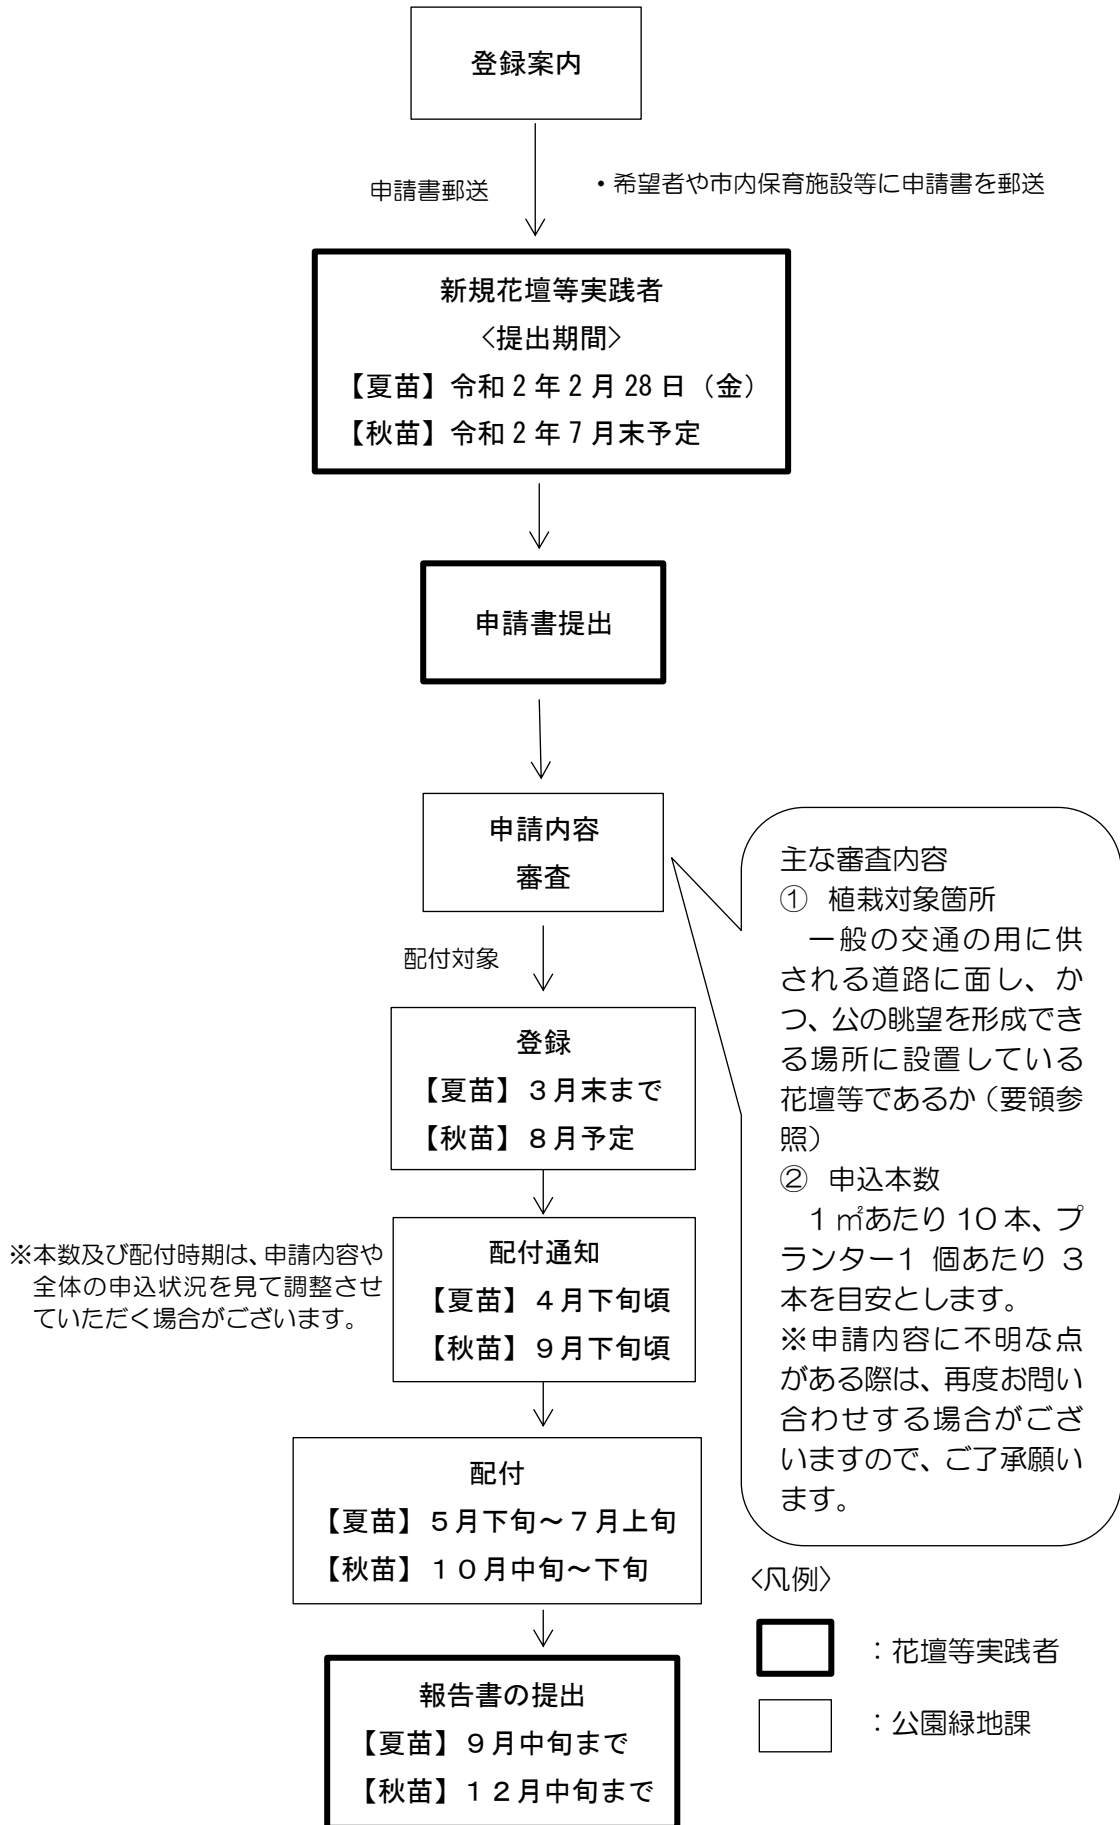 登録案内
申請書郵送
・希望者や市内保育施設等に申請書を郵送
新規花壇等実践者
〈提出期間〉
【夏苗】令和2年2月28日（金）
【秋苗】令和2年7月末予定
申請書提出
申請内容
審査
配付対象
登録
【夏苗】３月末まで
【秋苗】８月予定
※本数及び配付時期は、申請内容や
全体の申込状況を見て調整させ
ていただく場合がございます。
配付通知
【夏苗】４月下旬頃
【秋苗】９月下旬頃
配付
【夏苗】５月下旬～７月上旬
【秋苗】１０月中旬～下旬
報告書の提出
【夏苗】９月中旬まで
【秋苗】１２月中旬まで
主な審査内容
①　植栽対象箇所
一般の交通の用に供
される道路に面し、か
つ、公の眺望を形成でき
る場所に設置している
花壇等であるか（要領参
照）
②　申込本数
１㎡あたり10本、プ
ランター1 個あたり 3
本を目安とします。
※申請内容に不明な点
がある際は、再度お問い
合わせする場合がござ
いますので、ご了承願い
ます。
〈凡例〉
：花壇等実践者
：公園緑地課